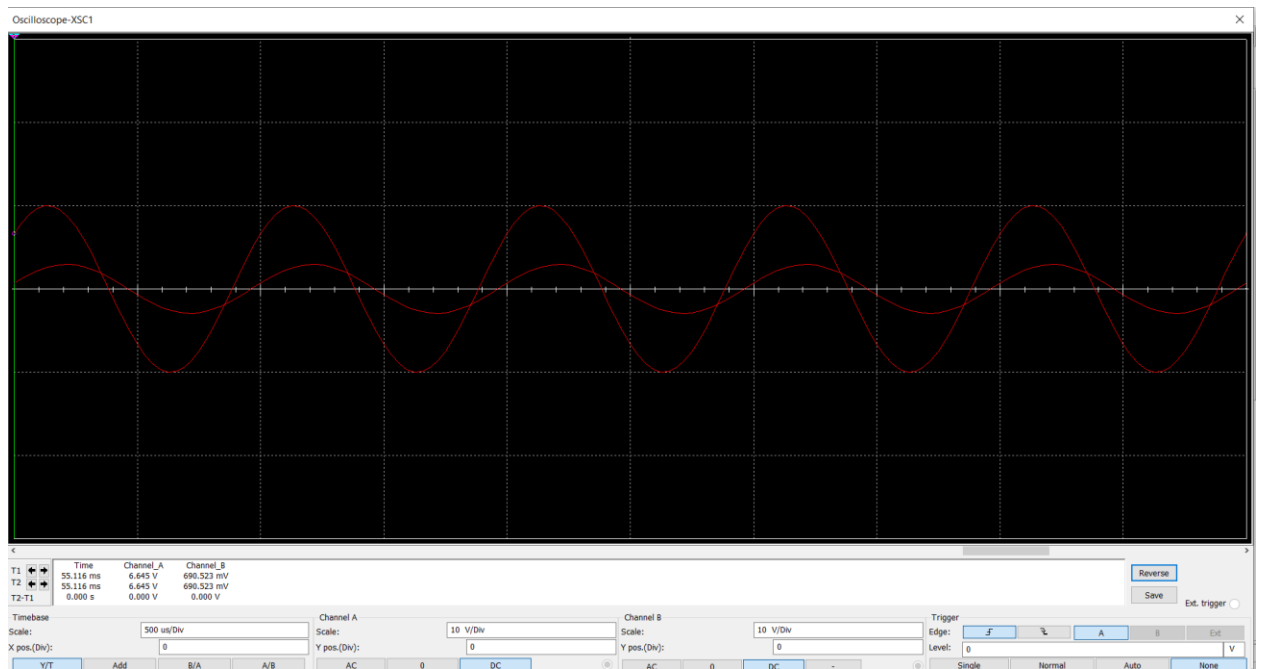 Oscilloscope-XSC1
Time Channel_A Channel_B
T1 55.116 ms 6.645 V 690.523 mV
T2 55.116 ms 6.645 V 690.523 mV
T2-T1 0.000 s 0.000 V 0.000 V
Reverse
Save
Ext. trigger
Timebase Channel A Channel B Trigger
Scale: 500 us/Div Scale: 10 V/Div Scale: 10 V/Div Edge: A B Ext
X pos.(Div): 0 Y pos.(Div): 0 Y pos.(Div): 0 Level: 0 V
Y/T Add B/A A/B AC 0 DC AC 0 DC - Single Normal Auto None